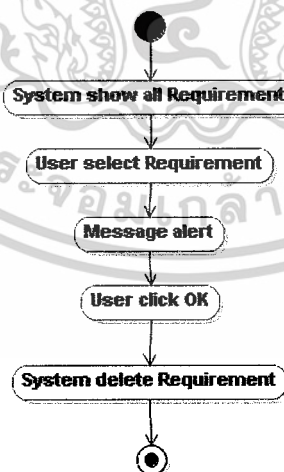 System show all Requirement
User select Requirement
Message alert
User click OK
System delete Requirement